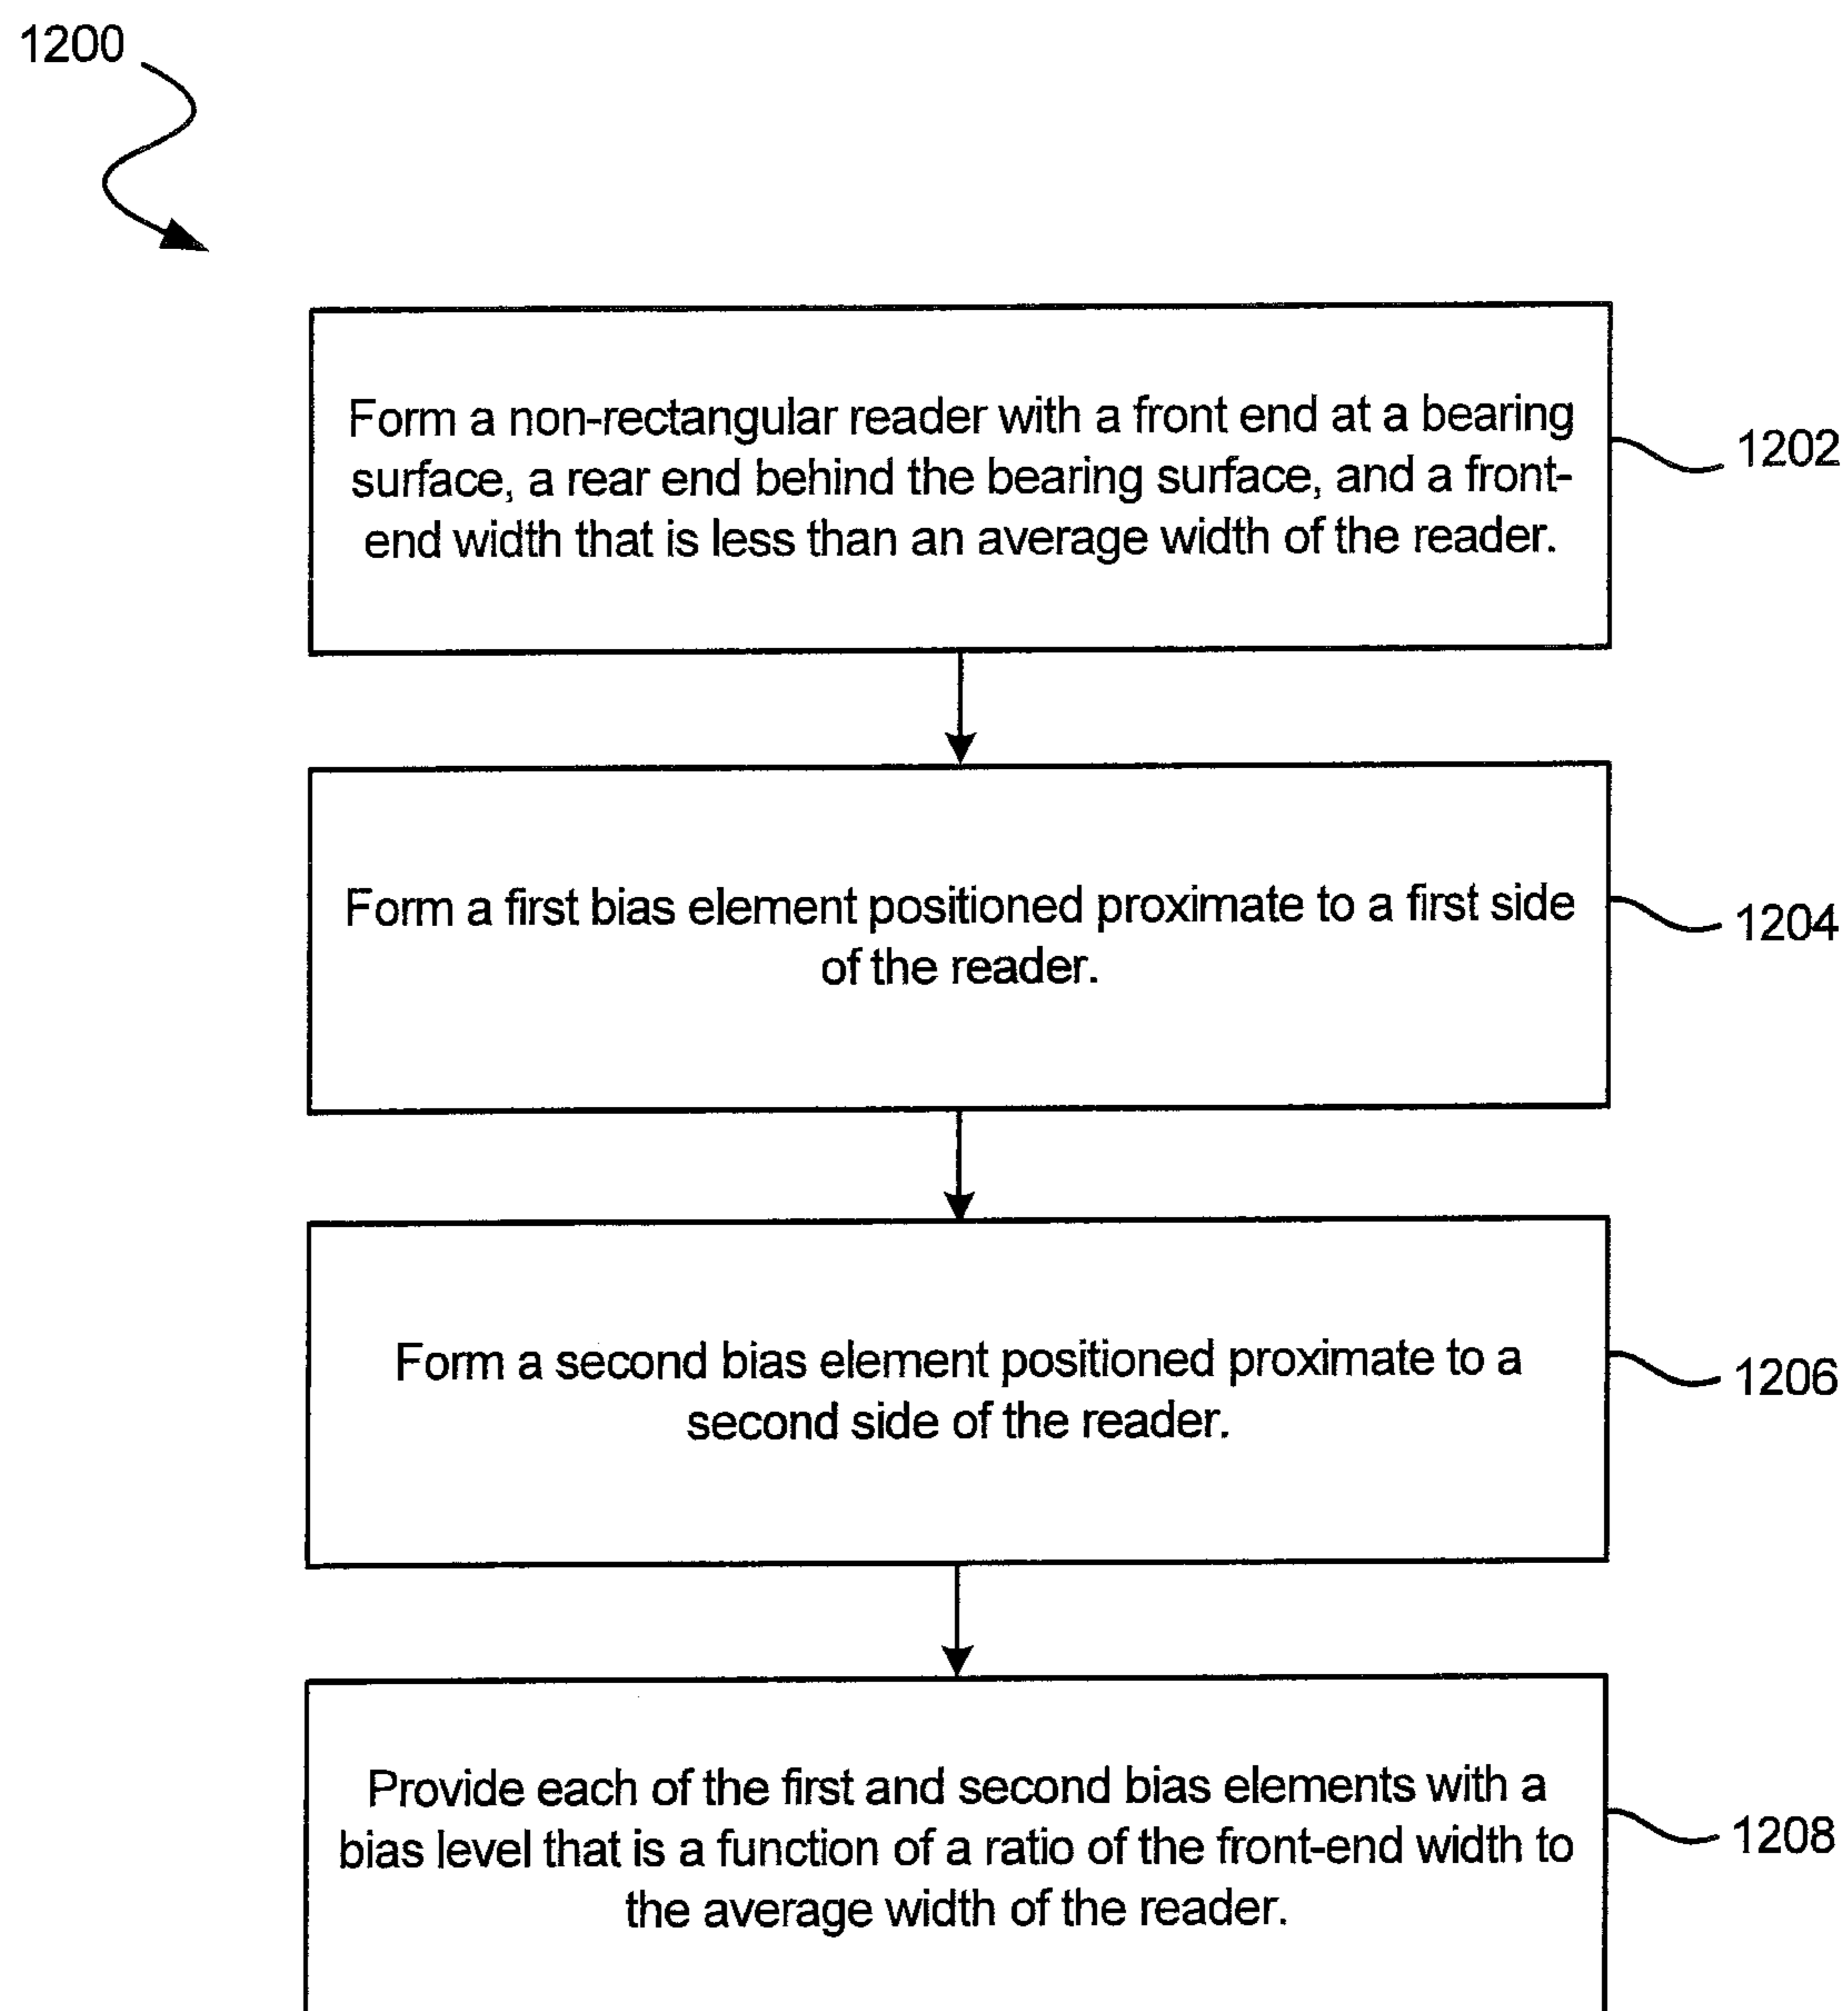 1200
Form a non-rectangular reader with a front end at a bearing
surface, a rear end behind the bearing surface, and a front-
end width that is less than an average width of the reader.
1202
Form a first bias element positioned proximate to a first side
of the reader.
1204
Form a second bias element positioned proximate to a
second side of the reader.
1206
Provide each of the first and second bias elements with a
bias level that is a function of a ratio of the front-end width to
the average width of the reader.
1208